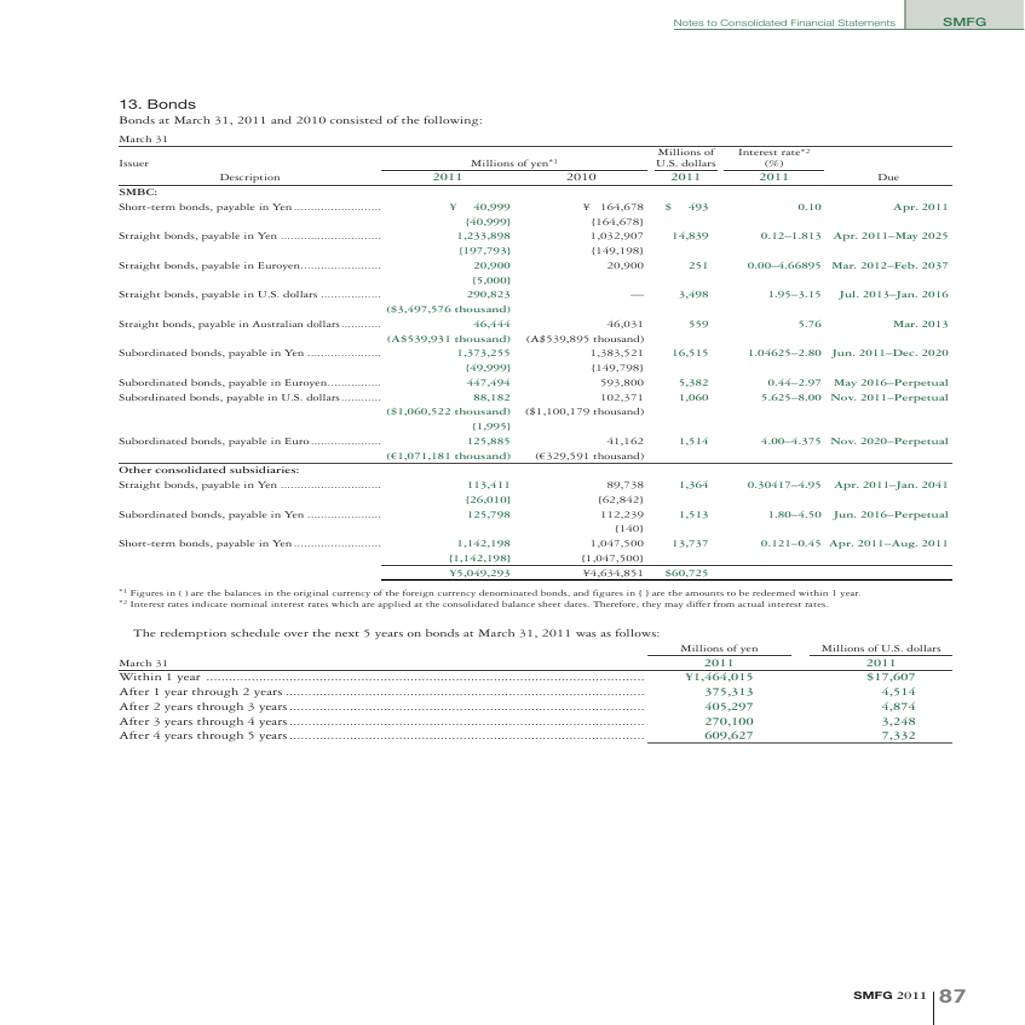 Notes to Consolidated Financial Statements SMFG
13. Bonds
Bonds at March 31, 2011 and 2010 consisted of the following:
March 31
Millions of Interest rate*2
Issuer Millions of yen*1 U.S. dollars (%)
Description 2011 2010 2011 2011 Due
SMBC:
Short-term bonds, payable in Yen .......................... ¥ 40,999 ¥ 164,678 $ 493 0.10 Apr. 2011
{40,999} {164,678}
Straight bonds, payable in Yen .............................. 1,233,898 1,032,907 14,839 0.12–1.813 Apr. 2011–May 2025
{197,793} {149,198}
Straight bonds, payable in Euroyen........................ 20,900 20,900 251 0.00–4.66895 Mar. 2012–Feb. 2037
{5,000}
Straight bonds, payable in U.S. dollars .................. 290,823 — 3,498 1.95–3.15 Jul. 2013–Jan. 2016
($3,497,576 thousand)
Straight bonds, payable in Australian dollars............ 46,444 46,031 559 5.76 Mar. 2013
(A$539,931 thousand) (A$539,895 thousand)
Subordinated bonds, payable in Yen ...................... 1,373,255 1,383,521 16,515 1.04625–2.80 Jun. 2011–Dec. 2020
{49,999} {149,798}
Subordinated bonds, payable in Euroyen................ 447,494 593,800 5,382 0.44–2.97 May 2016–Perpetual
Subordinated bonds, payable in U.S. dollars............ 88,182 102,371 1,060 5.625–8.00 Nov. 2011–Perpetual
($1,060,522 thousand) ($1,100,179 thousand)
{1,995}
Subordinated bonds, payable in Euro..................... 125,885 41,162 1,514 4.00–4.375 Nov. 2020–Perpetual
(€1,071,181 thousand) (€329,591 thousand)
Other consolidated subsidiaries:
Straight bonds, payable in Yen .............................. 113,411 89,738 1,364 0.30417–4.95 Apr. 2011–Jan. 2041
{26,010} {62,842}
Subordinated bonds, payable in Yen ...................... 125,798 112,239 1,513 1.80–4.50 Jun. 2016–Perpetual
{140}
Short-term bonds, payable in Yen .......................... 1,142,198 1,047,500 13,737 0.121–0.45 Apr. 2011–Aug. 2011
{1,142,198} {1,047,500}
¥5,049,293 ¥4,634,851 $60,725
*1 Figures in ( ) are the balances in the original currency of the foreign currency denominated bonds, and figures in { } are the amounts to be redeemed within 1 year.
*2 Interest rates indicate nominal interest rates which are applied at the consolidated balance sheet dates. Therefore, they may differ from actual interest rates.
The redemption schedule over the next 5 years on bonds at March 31, 2011 was as follows:
Millions of yen Millions of U.S. dollars
March 31 2011 2011
Within 1 year .................................................................................................. ¥1,464,015 $17,607
After 1 year through 2 years .............................................................................. 375,313 4,514
After 2 years through 3 years.............................................................................. 405,297 4,874
After 3 years through 4 years.............................................................................. 270,100 3,248
After 4 years through 5 years.............................................................................. 609,627 7,332
SMFG 2011 87